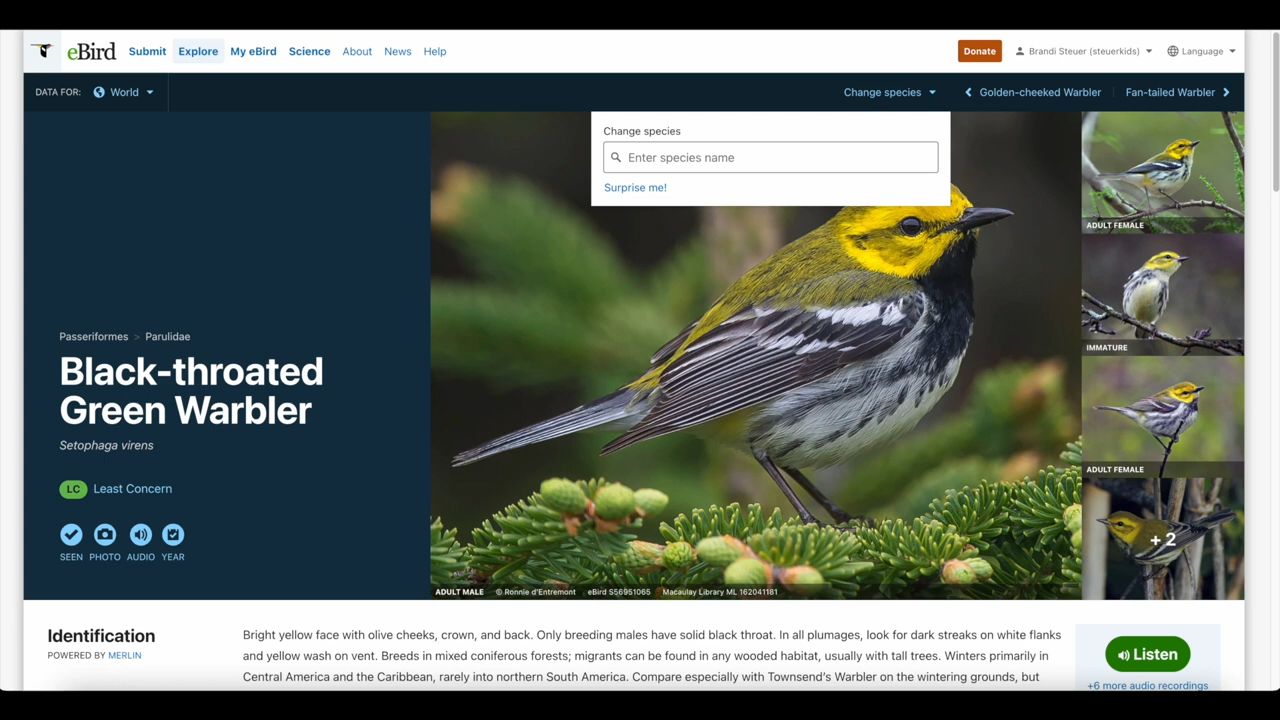 eBird Submit Explore My eBird Science About News Help Donate Brandi Steuer (steuerkids) Language
DATA FOR: World Change species Golden-cheeked Warbler Fan-tailed Warbler
Change species
Enter species name
Surprise me!
ADULT FEMALE
IMMATURE
ADULT FEMALE
+ 2
Passeriformes > Parulidae
Black-throated
Green Warbler
Setophaga virens
LC Least Concern
SEEN PHOTO AUDIO YEAR
ADULT MALE © Ronnie d'Entremont eBird S56951065 Macaulay Library ML 162041181
Identification
POWERED BY MERLIN
Bright yellow face with olive cheeks, crown, and back. Only breeding males have solid black throat. In all plumages, look for dark streaks on white flanks
and yellow wash on vent. Breeds in mixed coniferous forests; migrants can be found in any wooded habitat, usually with tall trees. Winters primarily in
Central America and the Caribbean, rarely into northern South America. Compare especially with Townsend's Warbler on the wintering grounds, but
Listen
+6 more audio recordings